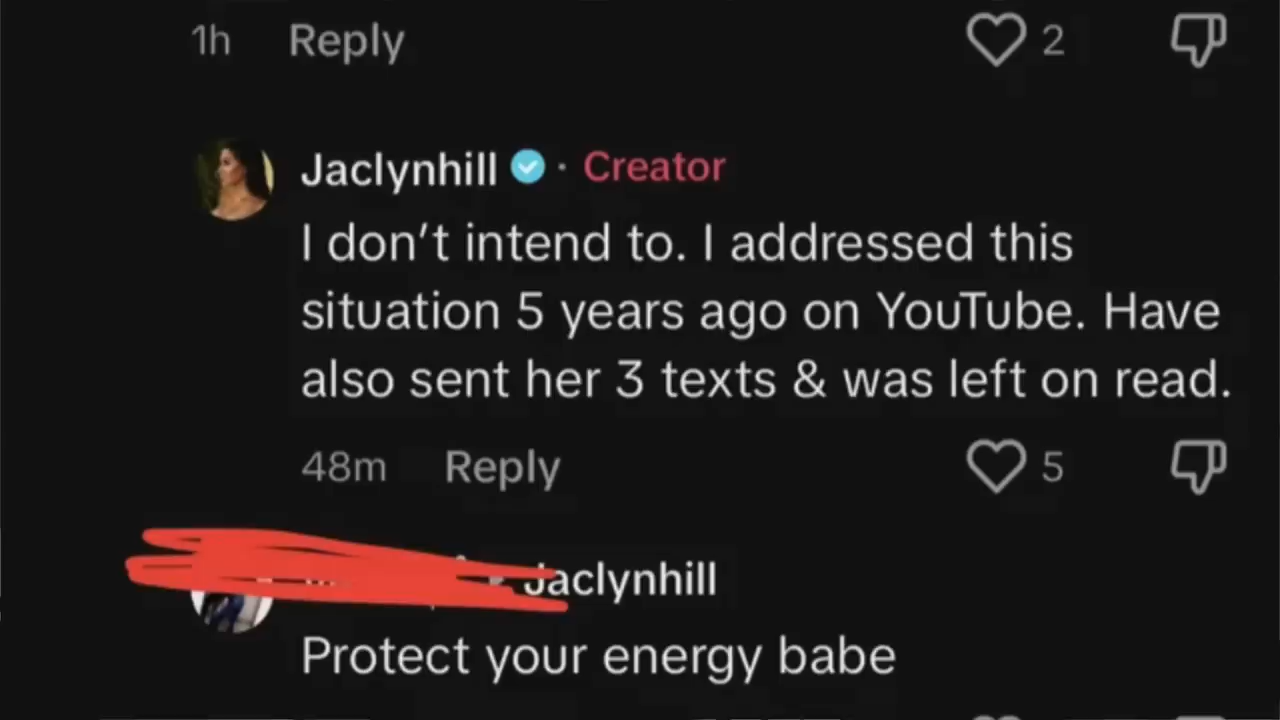 1h Reply 2
Jaclynhill · Creator
I don’t intend to. I addressed this
situation 5 years ago on YouTube. Have
also sent her 3 texts & was left on read.
48m Reply 5
Jaclynhill
Protect your energy babe